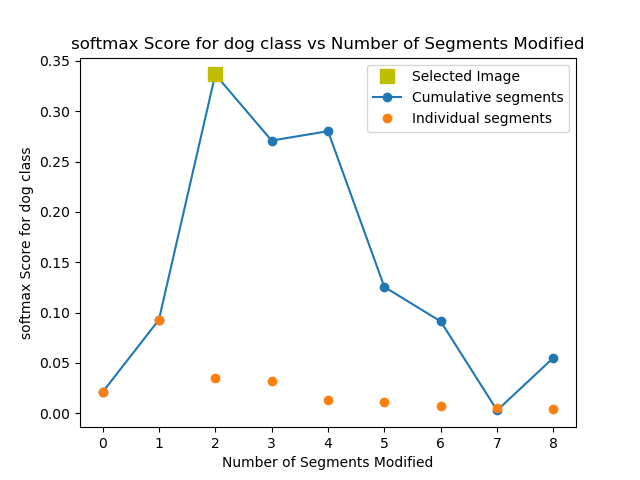 softmax Score for dog class vs Number of Segments Modified
Selected Image
Cumulative segments
Individual segments
softmax Score for dog class
0.35
0.30
0.25
0.20
0.15
0.10
0.05
0.00
0 1 2 3 4 5 6 7 8
Number of Segments Modified